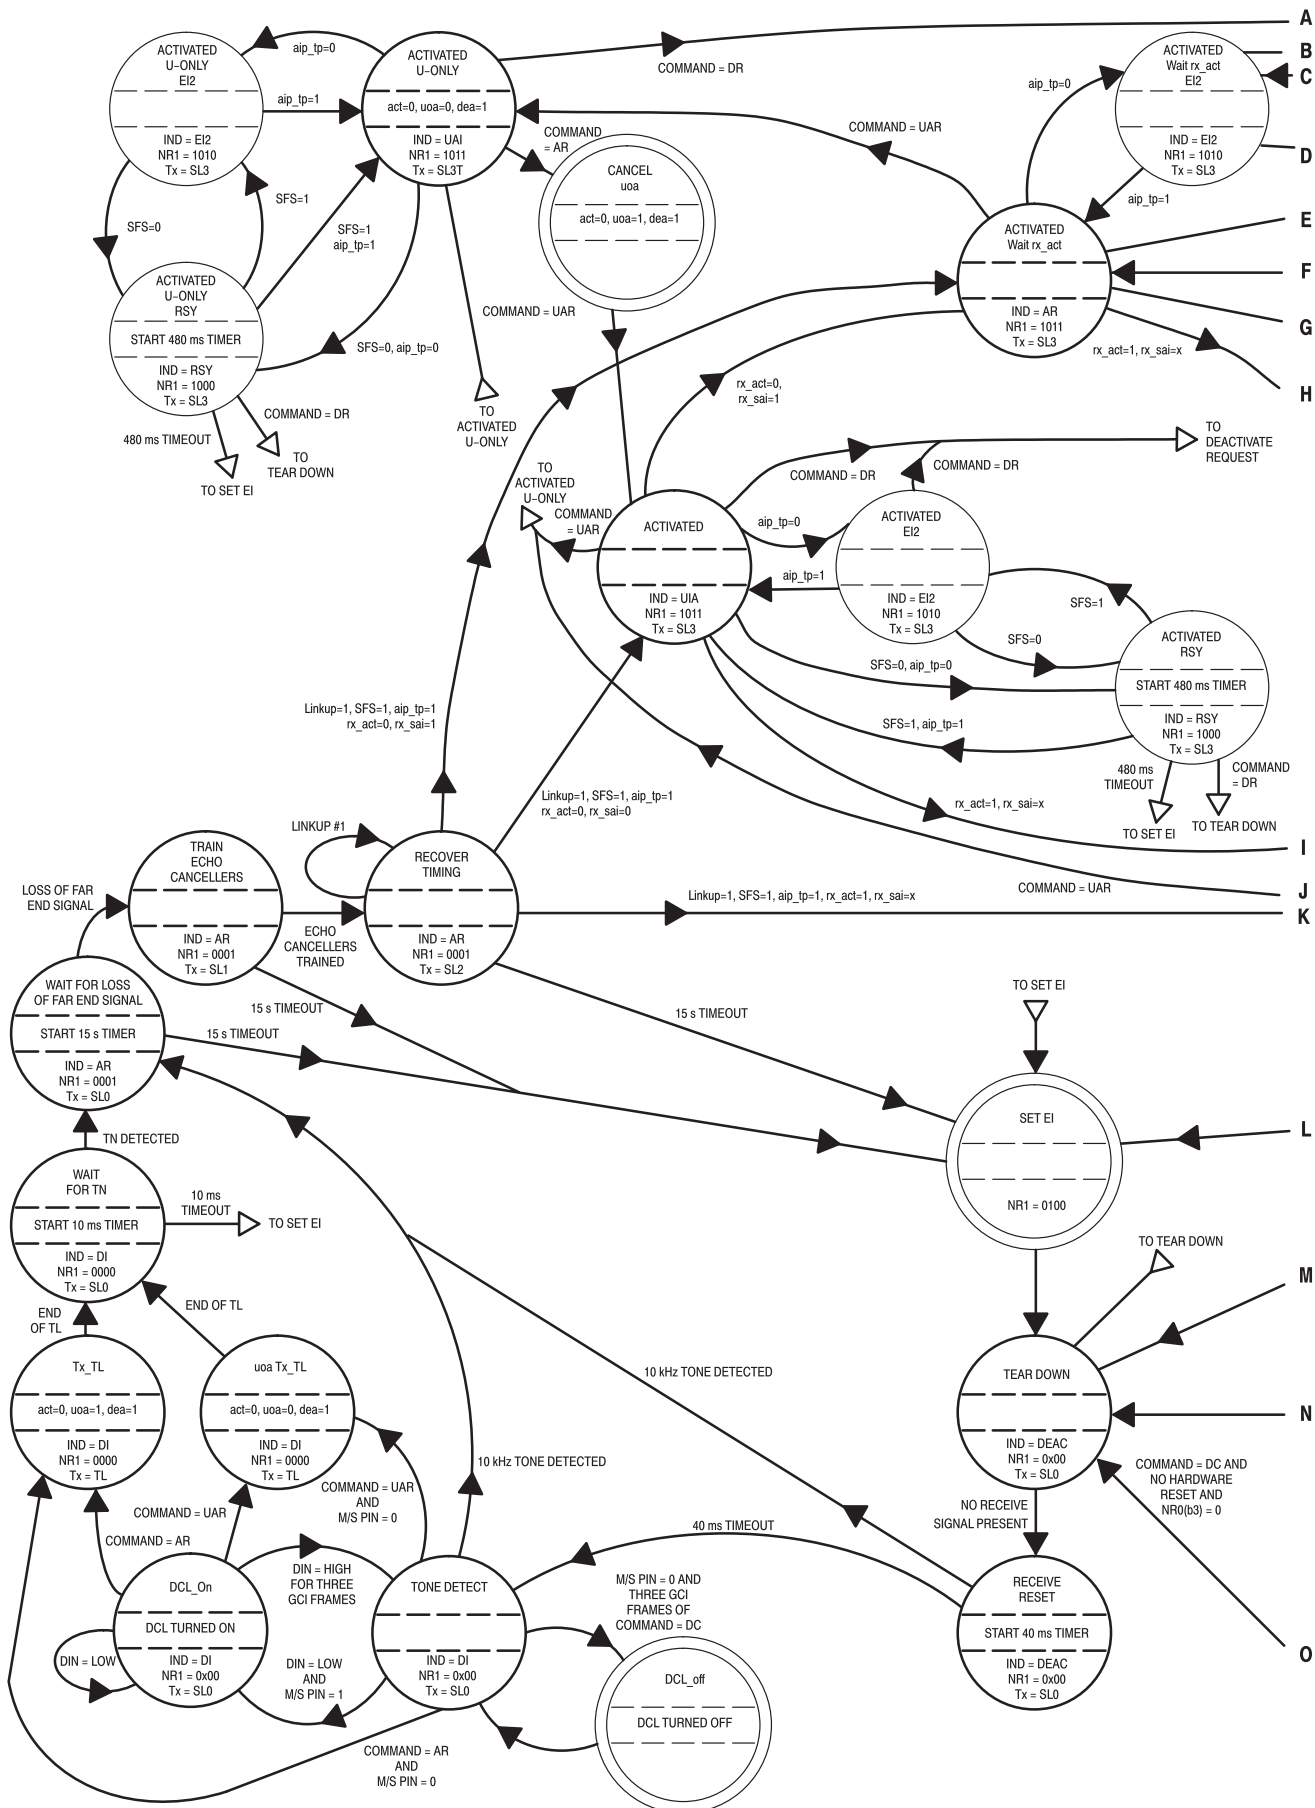 ACTIVATED
U–ONLY
EI2
IND = EI2
NR1 = 1010
Tx = SL3
aip_tp=0
aip_tp=1
ACTIVATED
U–ONLY
act=0, uoa=0, dea=1
IND = UAI
NR1 = 1011
Tx = SL3T
COMMAND = DR
A
B
C
D
E
F
G
H
ACTIVATED
Wait rx_act
EI2
IND = EI2
NR1 = 1010
Tx = SL3
aip_tp=0
aip_tp=1
COMMAND = UAR
COMMAND
= AR
CANCEL
uoa
act=0, uoa=1, dea=1
ACTIVATED
Wait rx_act
IND = AR
NR1 = 1011
Tx = SL3
rx_act=1, rx_sai=x
SFS=0
SFS=1
SFS=1
aip_tp=1
ACTIVATED
U–ONLY
RSY
START 480 ms TIMER
IND = RSY
NR1 = 1000
Tx = SL3
SFS=0, aip_tp=0
COMMAND = UAR
TO
ACTIVATED
U–ONLY
COMMAND = DR
480 ms TIMEOUT
TO
TEAR DOWN
TO SET EI
rx_act=0,
rx_sai=1
TO
ACTIVATED
U–ONLY
COMMAND
= UAR
ACTIVATED
IND = UIA
NR1 = 1011
Tx = SL3
COMMAND = DR
COMMAND = DR
TO
DEACTIVATE
REQUEST
aip_tp=0
aip_tp=1
ACTIVATED
EI2
IND = EI2
NR1 = 1010
Tx = SL3
SFS=1
SFS=0
ACTIVATED
RSY
START 480 ms TIMER
IND = RSY
NR1 = 1000
Tx = SL3
SFS=0, aip_tp=0
SFS=1, aip_tp=1
480 ms
TIMEOUT
COMMAND
= DR
TO SET EI
TO TEAR DOWN
rx_act=1, rx_sai=x
I
COMMAND = UAR
J
K
Linkup=1, SFS=1, aip_tp=1
rx_act=0, rx_sai=1
Linkup=1, SFS=1, aip_tp=1
rx_act=0, rx_sai=0
Linkup=1, SFS=1, aip_tp=1, rx_act=1, rx_sai=x
LINKUP #1
TRAIN
ECHO
CANCELLERS
IND = AR
NR1 = 0001
Tx = SL1
ECHO
CANCELLERS
TRAINED
RECOVER
TIMING
IND = AR
NR1 = 0001
Tx = SL2
LOSS OF FAR
END SIGNAL
WAIT FOR LOSS
OF FAR END SIGNAL
START 15 s TIMER
IND = AR
NR1 = 0001
Tx = SL0
15 s TIMEOUT
15 s TIMEOUT
15 s TIMEOUT
TO SET EI
SET EI
NR1 = 0100
L
TN DETECTED
WAIT
FOR TN
START 10 ms TIMER
IND = DI
NR1 = 0000
Tx = SL0
10 ms
TIMEOUT
TO SET EI
END
OF TL
END OF TL
Tx_TL
act=0, uoa=1, dea=1
IND = DI
NR1 = 0000
Tx = TL
uoa Tx_TL
act=0, uoa=0, dea=1
IND = DI
NR1 = 0000
Tx = TL
10 kHz TONE DETECTED
10 kHz TONE DETECTED
TO TEAR DOWN
M
TEAR DOWN
IND = DEAC
NR1 = 0x00
Tx = SL0
N
COMMAND = DC AND
NO HARDWARE
RESET AND
NR0(b3) = 0
NO RECEIVE
SIGNAL PRESENT
40 ms TIMEOUT
RECEIVE
RESET
START 40 ms TIMER
IND = DEAC
NR1 = 0x00
Tx = SL0
O
COMMAND = UAR
COMMAND = AR
COMMAND = UAR
AND
M/S PIN = 0
DCL_On
DCL TURNED ON
IND = DI
NR1 = 0x00
Tx = SL0
DIN = LOW
DIN = HIGH
FOR THREE
GCI FRAMES
DIN = LOW
AND
M/S PIN = 1
TONE DETECT
IND = DI
NR1 = 0x00
Tx = SL0
M/S PIN = 0 AND
THREE GCI
FRAMES OF
COMMAND = DC
DCL_off
DCL TURNED OFF
COMMAND = AR
AND
M/S PIN = 0